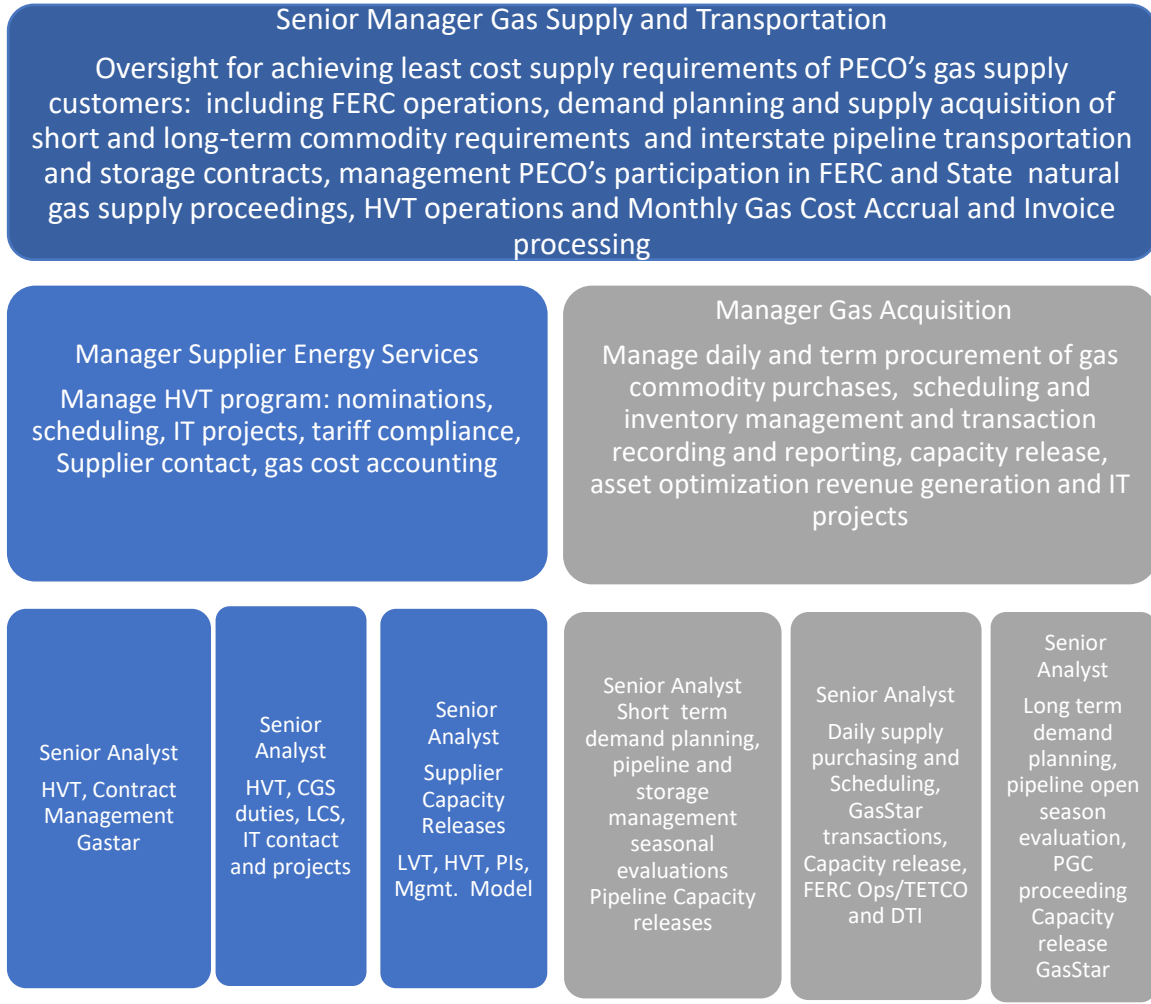 Senior Manager Gas Supply and Transportation
Oversight for achieving least cost supply requirements of PECO’s gas supply
customers:  including FERC operations, demand planning and supply acquisition of
short and long-term commodity requirements  and interstate pipeline transportation
and storage contracts, management PECO’s participation in FERC and State  natural
gas supply proceedings, HVT operations and Monthly Gas Cost Accrual and Invoice
processing
Manager Supplier Energy Services
Manage HVT program: nominations,
scheduling, IT projects, tariff compliance,
Supplier contact, gas cost accounting
Manager Gas Acquisition
Manage daily and term procurement of gas
commodity purchases,  scheduling and
inventory management and transaction
recording and reporting, capacity release,
asset optimization revenue generation and IT
projects
Senior Analyst
HVT, Contract
Management
Gastar
Senior
Analyst
HVT, CGS
duties, LCS,
IT contact
and projects
Senior
Analyst
Supplier
Capacity
Releases
LVT, HVT, PIs,
Mgmt.  Model
Senior Analyst
Short  term
demand planning,
pipeline and
storage
management
seasonal
evaluations
Pipeline Capacity
releases
Senior Analyst
Daily supply
purchasing and
Scheduling,
GasStar
transactions,
Capacity release,
FERC Ops/TETCO
and DTI
Senior
Analyst
Long term
demand
planning,
pipeline open
season
evaluation,
PGC
proceeding
Capacity
release
GasStar